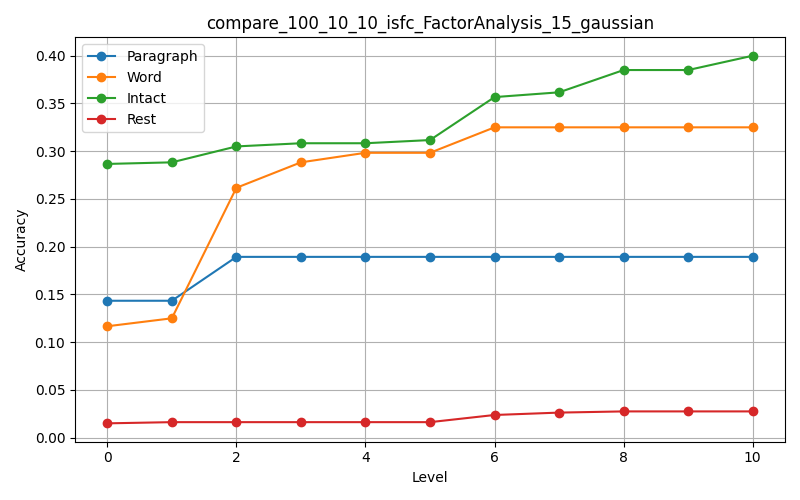 compare_100_10_10_isfc_FactorAnalysis_15_gaussian
Paragraph
Word
Intact
Rest
Accuracy
0.40
0.35
0.30
0.25
0.20
0.15
0.10
0.05
0.00
0 2 4 6 8 10
Level